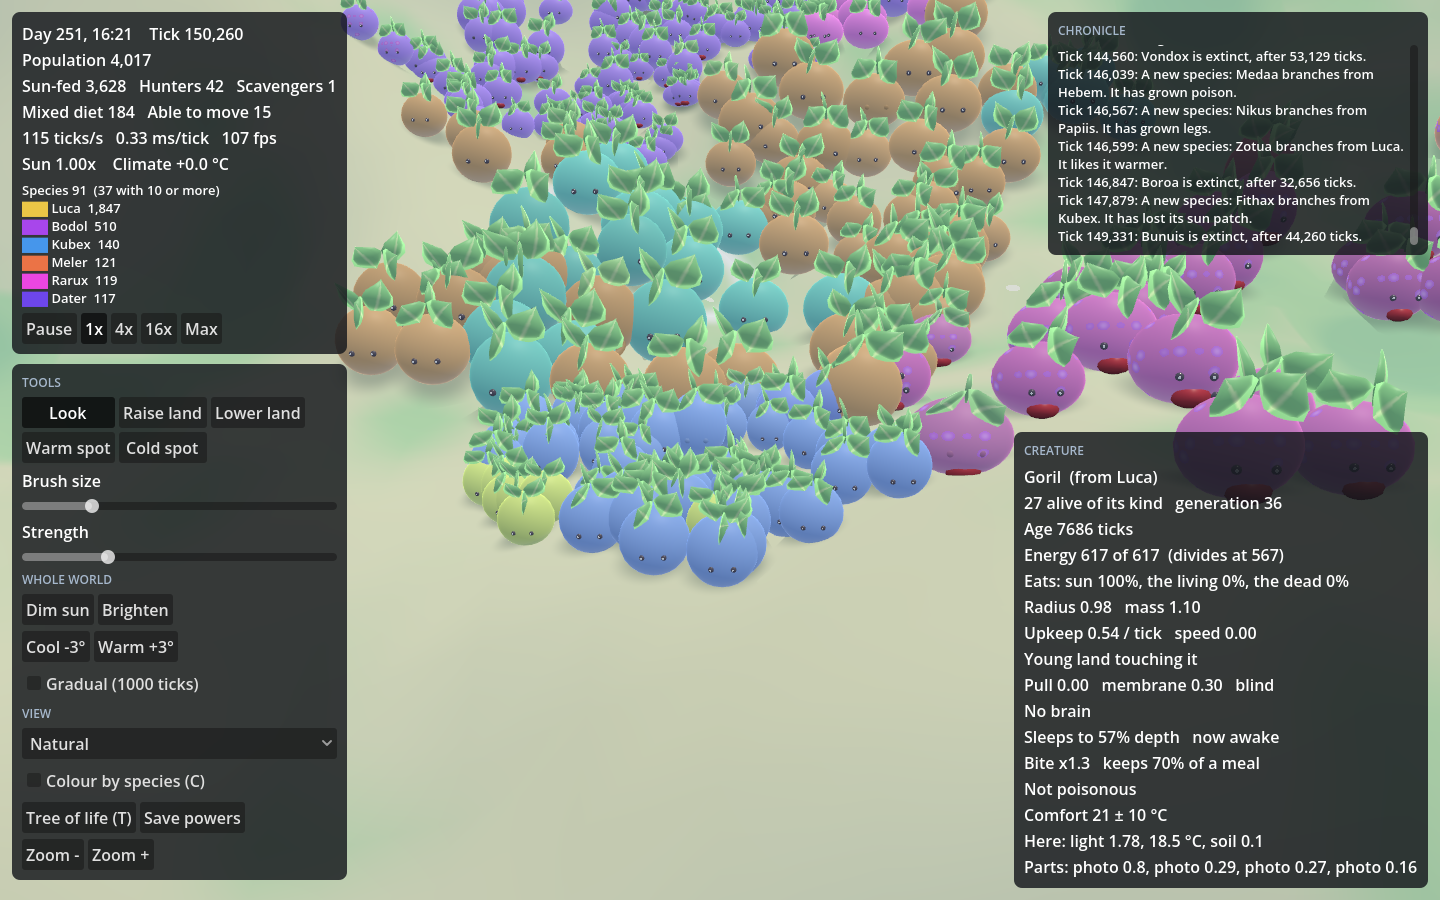 Day 251, 16:21 Tick 150,260
Population 4,017
Sun-fed 3,628 Hunters 42 Scavengers 1
Mixed diet 184 Able to move 15
115 ticks/s 0.33 ms/tick 107 fps
Sun 1.00x Climate +0.0 °C
Species 91 (37 with 10 or more)
Luca 1,847
Bodol 510
Kubex 140
Meler 121
Rarux 119
Dater 117
Pause 1x 4x 16x Max
TOOLS
Look Raise land Lower land
Warm spot Cold spot
Brush size
Strength
WHOLE WORLD
Dim sun Brighten
Cool -3° Warm +3°
Gradual (1000 ticks)
VIEW
Natural
Colour by species (C)
Tree of life (T) Save powers
Zoom - Zoom +
CHRONICLE
Tick 144,560: Vondox is extinct, after 53,129 ticks.
Tick 146,039: A new species: Medaa branches from
Hebem. It has grown poison.
Tick 146,567: A new species: Nikus branches from
Papiis. It has grown legs.
Tick 146,599: A new species: Zotua branches from Luca.
It likes it warmer.
Tick 146,847: Boroa is extinct, after 32,656 ticks.
Tick 147,879: A new species: Fithax branches from
Kubex. It has lost its sun patch.
Tick 149,331: Bunuis is extinct, after 44,260 ticks.
CREATURE
Goril (from Luca)
27 alive of its kind generation 36
Age 7686 ticks
Energy 617 of 617 (divides at 567)
Eats: sun 100%, the living 0%, the dead 0%
Radius 0.98 mass 1.10
Upkeep 0.54 / tick speed 0.00
Young land touching it
Pull 0.00 membrane 0.30 blind
No brain
Sleeps to 57% depth now awake
Bite x1.3 keeps 70% of a meal
Not poisonous
Comfort 21 ± 10 °C
Here: light 1.78, 18.5 °C, soil 0.1
Parts: photo 0.8, photo 0.29, photo 0.27, photo 0.16